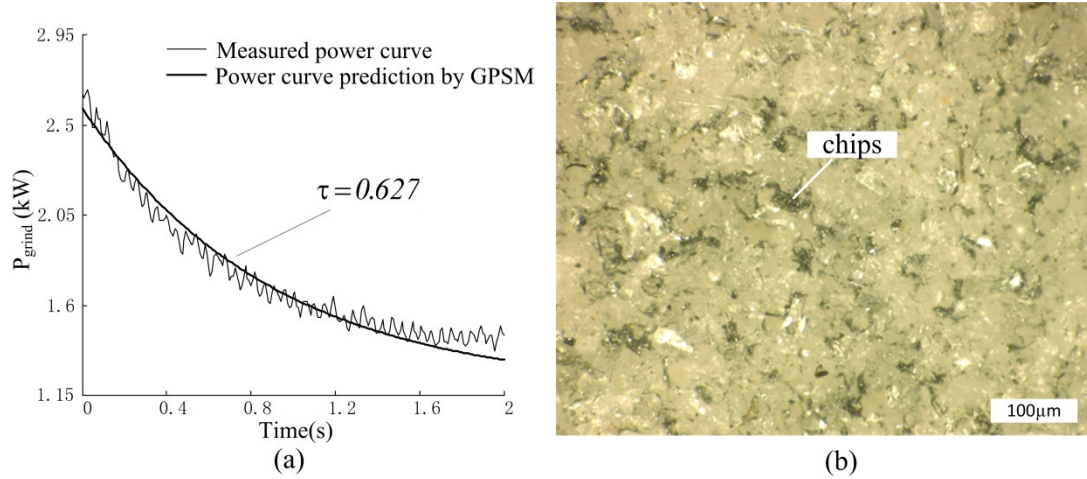 2.95
2.5
2.05
1.6
1.15
P_grind (kW)
Measured power curve
Power curve prediction by GPSM
τ=0.627
0 0.4 0.8 1.2 1.6 2
Time(s)
(a)
chips
100μm
(b)